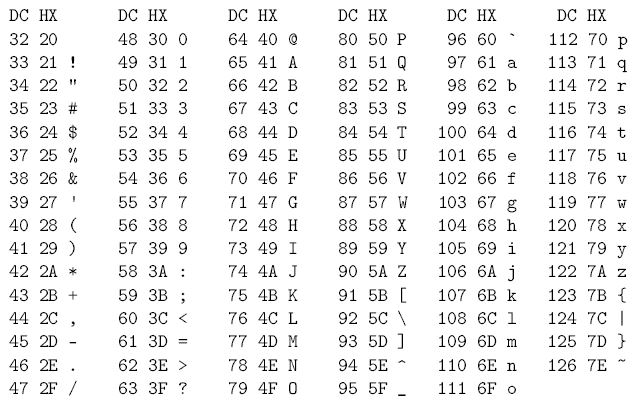 DC HX DC HX DC HX DC HX DC HX DC HX
32 20 48 30 0 64 40 @ 80 50 P 96 60 ` 112 70 p
33 21 ! 49 31 1 65 41 A 81 51 Q 97 61 a 113 71 q
34 22 " 50 32 2 66 42 B 82 52 R 98 62 b 114 72 r
35 23 # 51 33 3 67 43 C 83 53 S 99 63 c 115 73 s
36 24 $ 52 34 4 68 44 D 84 54 T 100 64 d 116 74 t
37 25 % 53 35 5 69 45 E 85 55 U 101 65 e 117 75 u
38 26 & 54 36 6 70 46 F 86 56 V 102 66 f 118 76 v
39 27 ' 55 37 7 71 47 G 87 57 W 103 67 g 119 77 w
40 28 ( 56 38 8 72 48 H 88 58 X 104 68 h 120 78 x
41 29 ) 57 39 9 73 49 I 89 59 Y 105 69 i 121 79 y
42 2A * 58 3A : 74 4A J 90 5A Z 106 6A j 122 7A z
43 2B + 59 3B ; 75 4B K 91 5B [ 107 6B k 123 7B {
44 2C , 60 3C < 76 4C L 92 5C \ 108 6C l 124 7C |
45 2D - 61 3D = 77 4D M 93 5D ] 109 6D m 125 7D }
46 2E . 62 3E > 78 4E N 94 5E ^ 110 6E n 126 7E ~
47 2F / 63 3F ? 79 4F O 95 5F _ 111 6F o